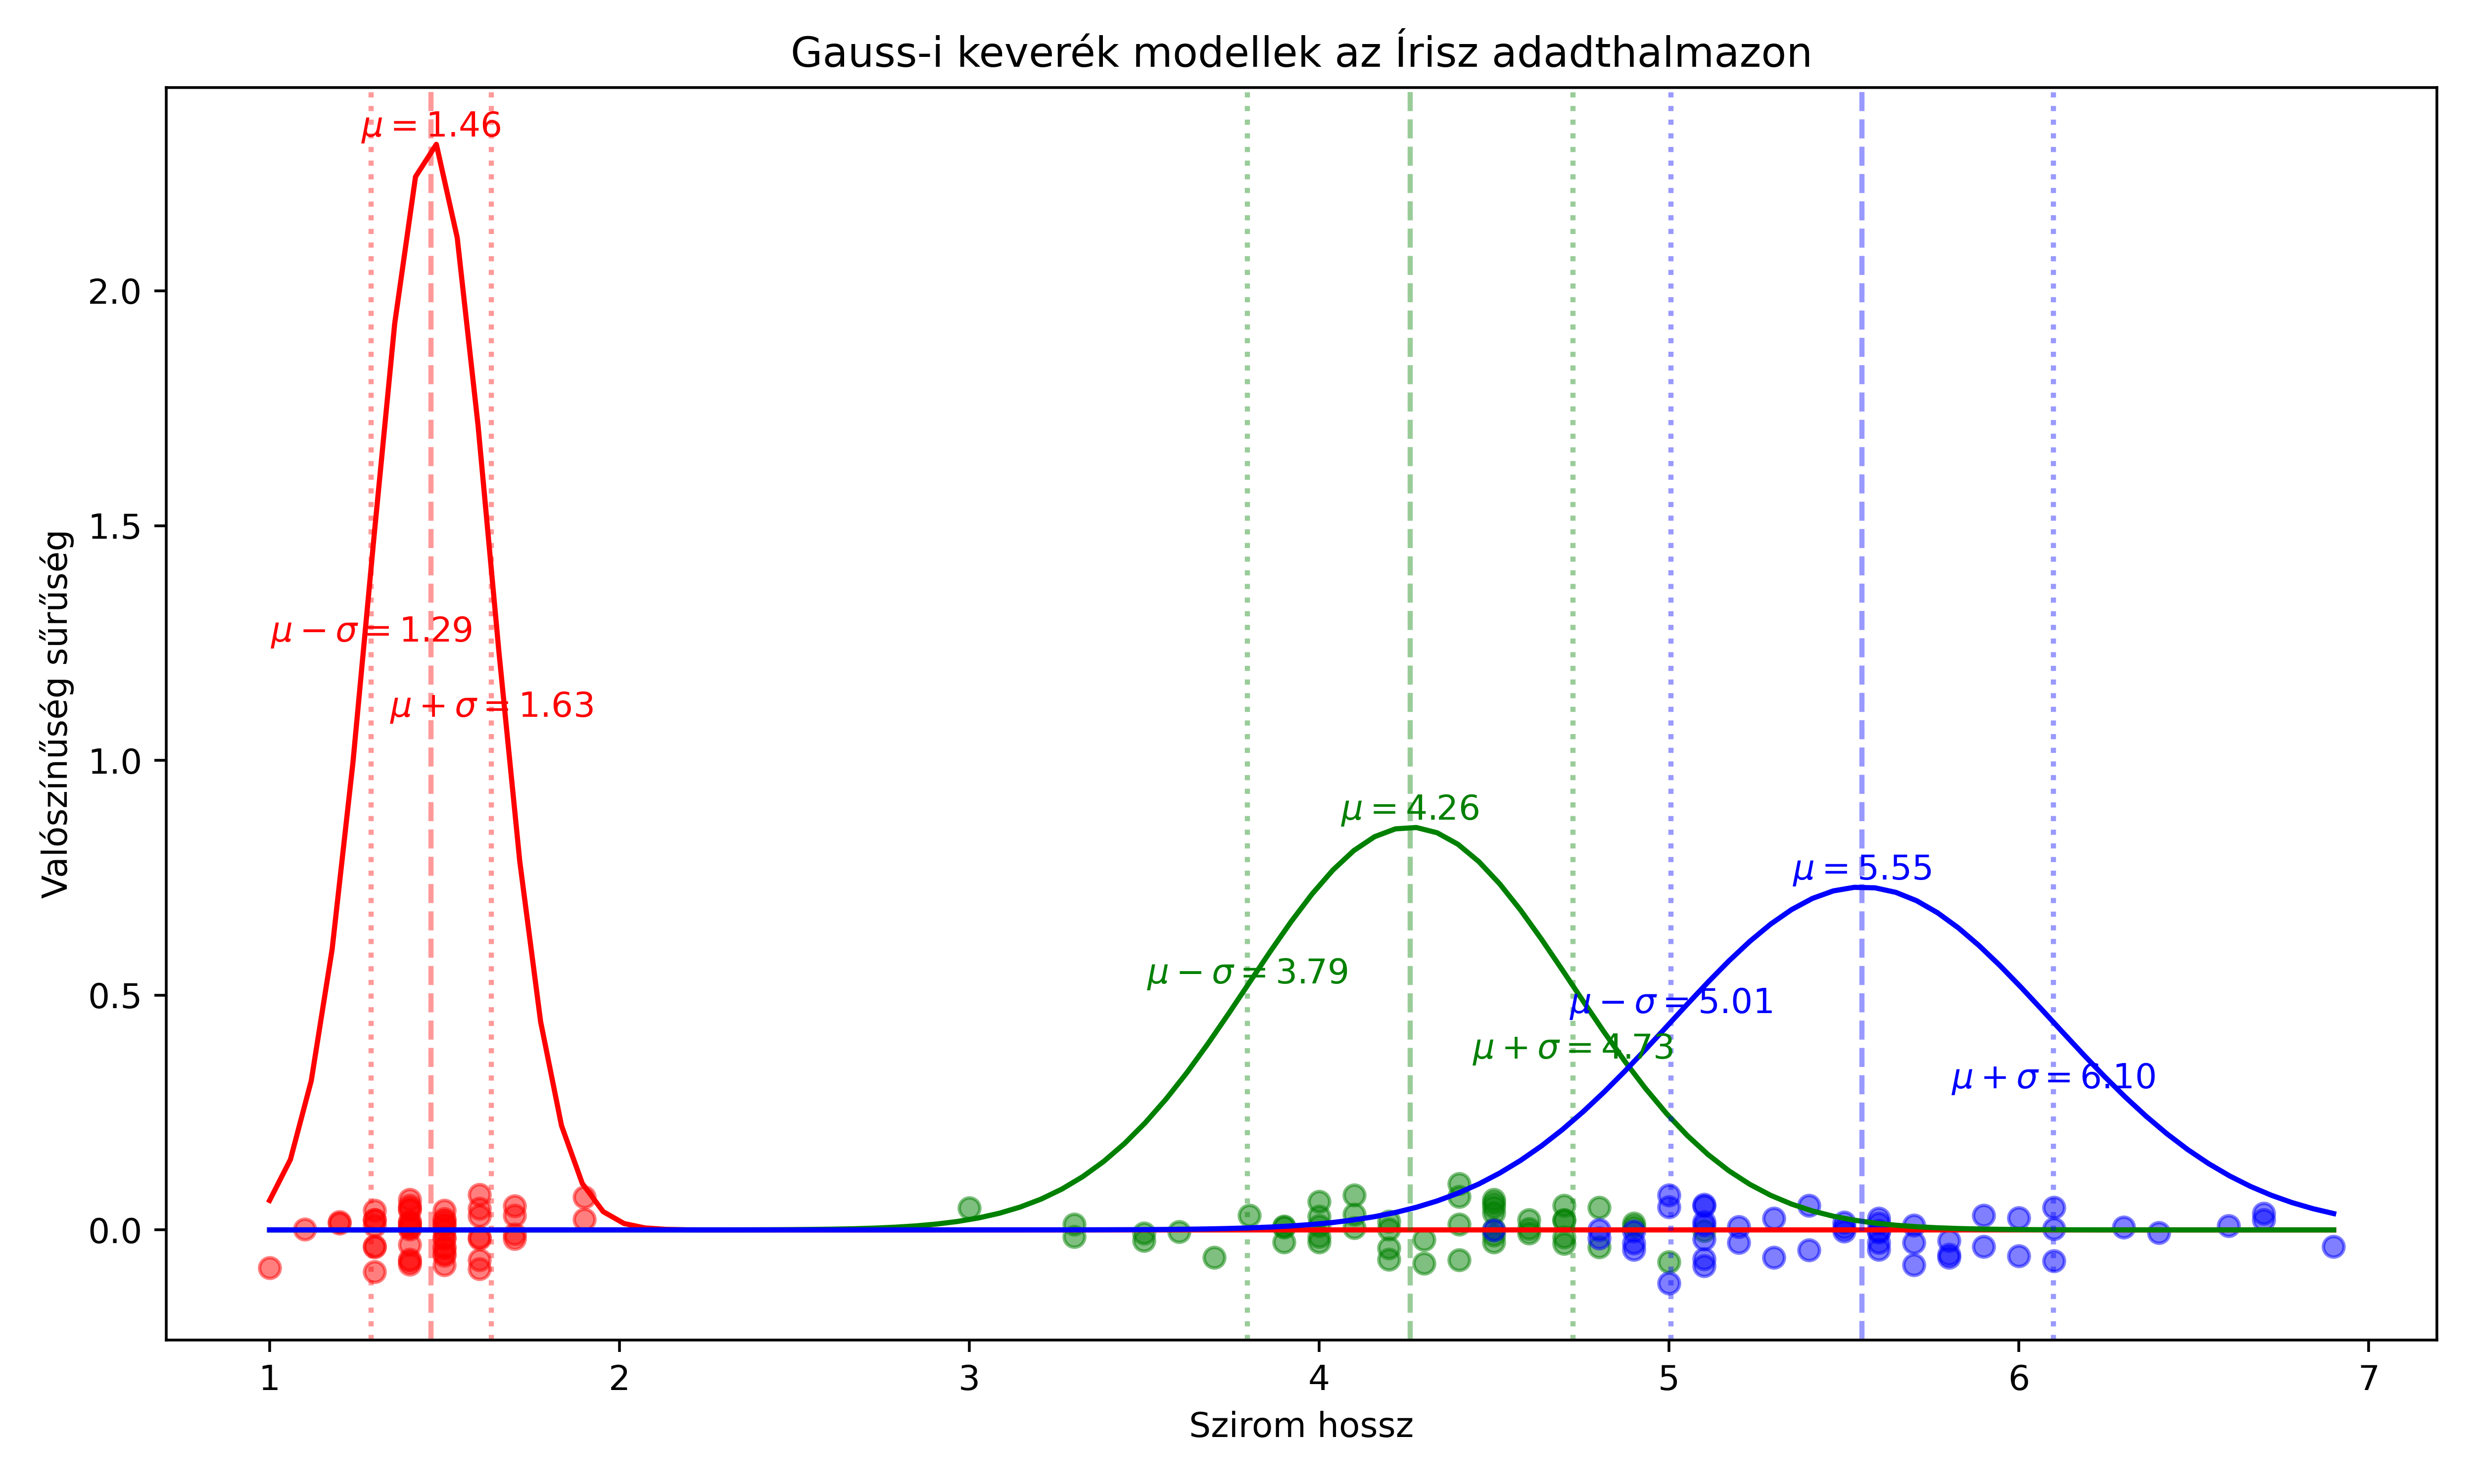 Gauss-i keverék modellek az Írisz adadthalmazon
μ = 1.46
2.0
1.5
μ − σ = 1.29
μ + σ = 1.63
1.0
μ = 4.26
μ = 5.55
μ − σ = 3.79
0.5
μ − σ = 5.01
μ + σ = 4.73
μ + σ = 6.10
0.0
Valószínűség sűrűség
1 2 3 4 5 6 7
Szirom hossz